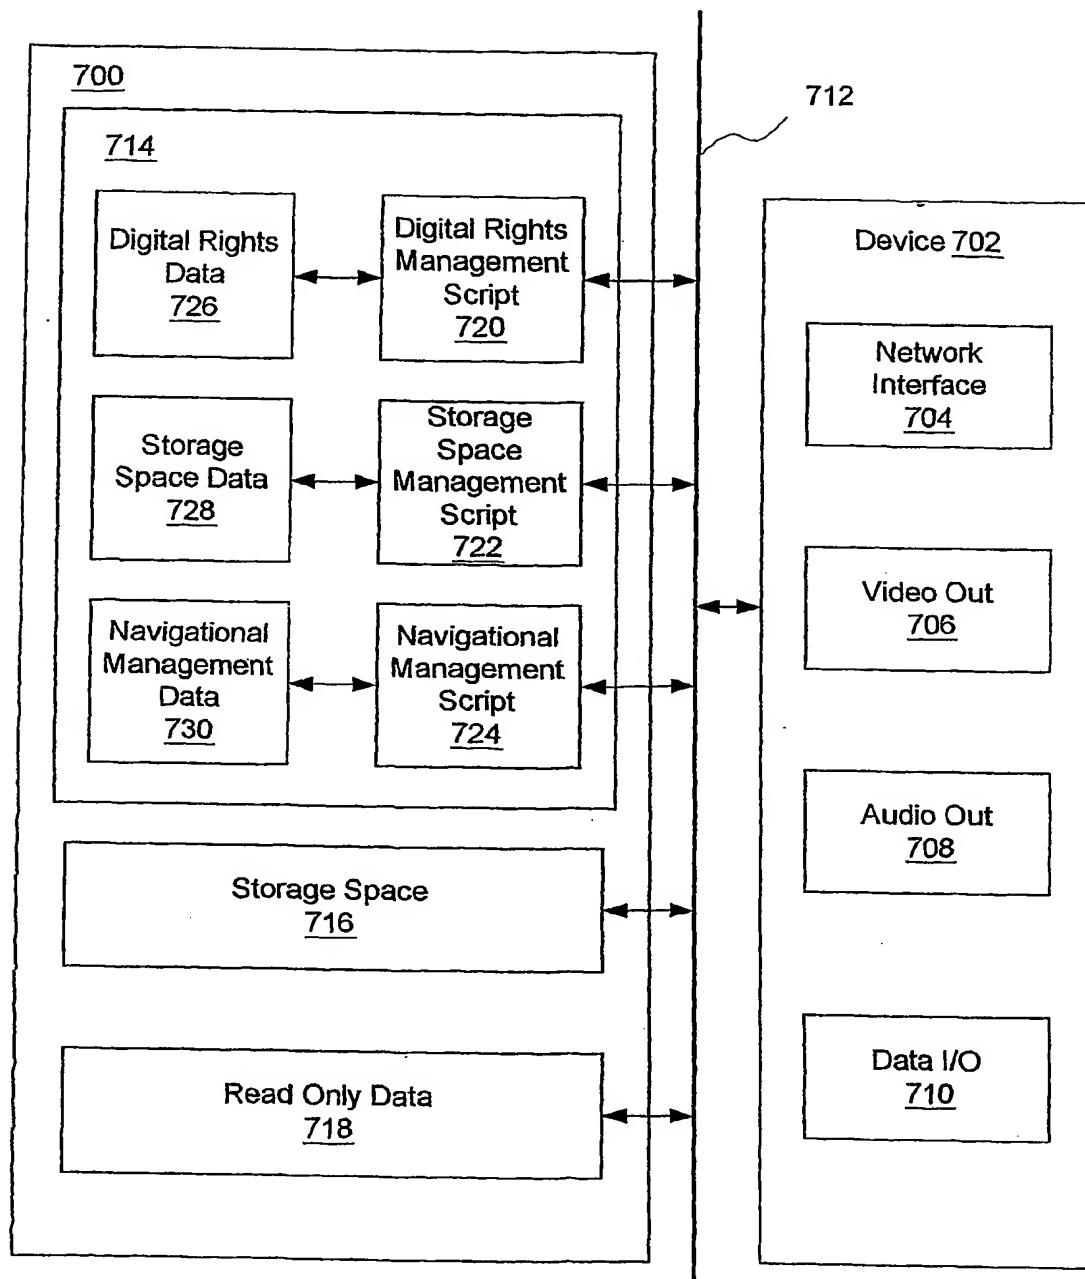 700
712
714
Digital Rights
Data
726
Digital Rights
Management
Script
720
Device 702
Network
Interface
704
Storage
Space Data
728
Storage
Space
Management
Script
722
Video Out
706
Navigational
Management
Data
730
Navigational
Management
Script
724
Audio Out
708
Storage Space
716
Data I/O
710
Read Only Data
718